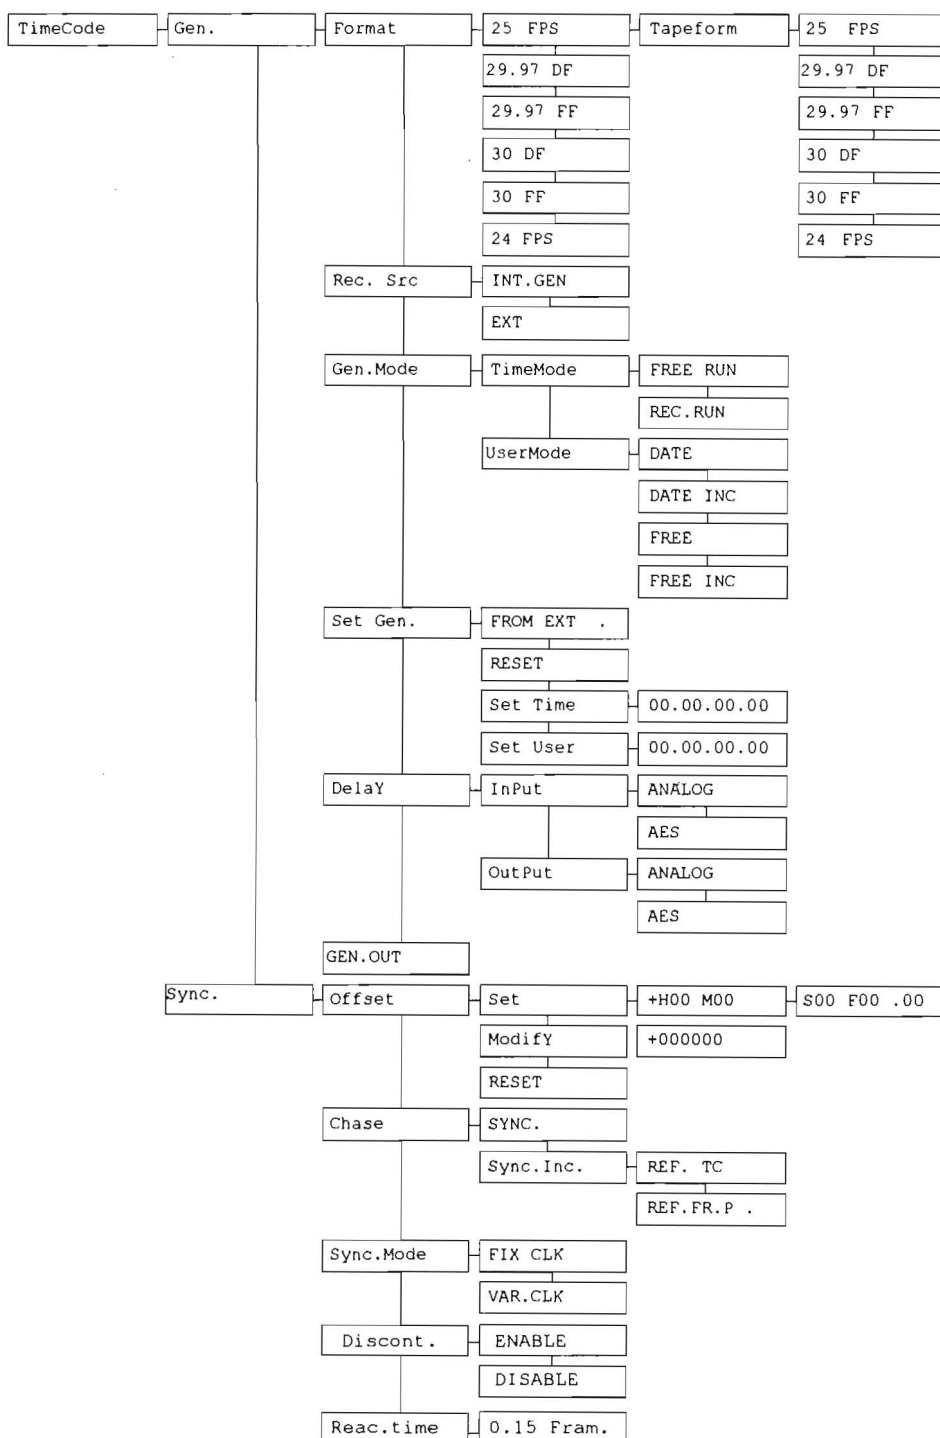 TimeCode Gen. Format 25 FPS Tapeform 25 FPS
29.97 DF 29.97 DF
29.97 FF 29.97 FF
30 DF 30 DF
30 FF 30 FF
24 FPS 24 FPS
Rec. Src INT.GEN
EXT
Gen.Mode TimeMode FREE RUN
REC.RUN
UserMode DATE
DATE INC
FREE
FREE INC
Set Gen. FROM EXT .
RESET
Set Time 00.00.00.00
Set User 00.00.00.00
DelaY InPut ANALOG
AES
OutPut ANALOG
AES
GEN.OUT
Sync. Offset Set +H00 M00 S00 F00 .00
ModifY +000000
RESET
Chase SYNC.
Sync.Inc. REF. TC
REF.FR.P .
Sync.Mode FIX CLK
VAR.CLK
Discont. ENABLE
DISABLE
Reac.time 0.15 Fram.